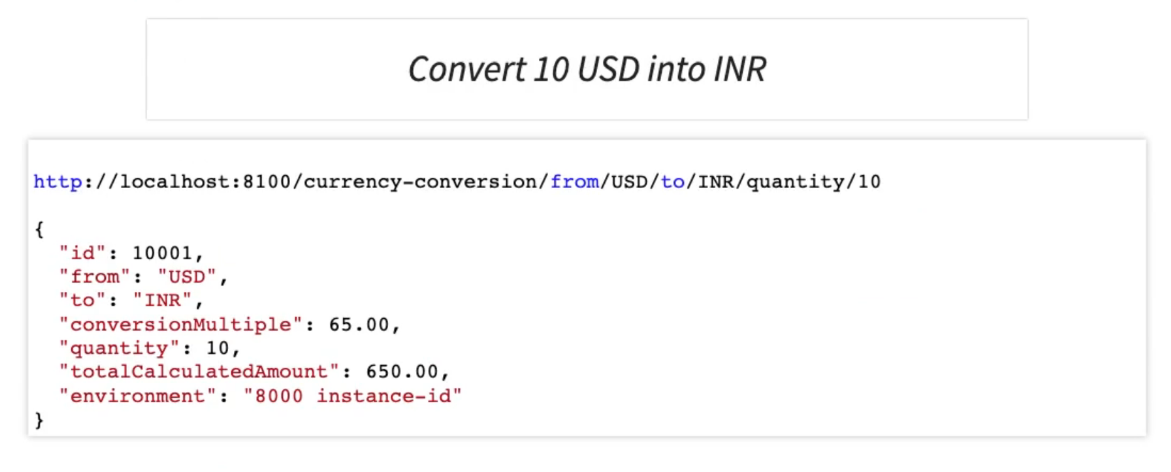 Convert 10 USD into INR
http://localhost:8100/currency-conversion/from/USD/to/INR/quantity/10
{
"id": 10001,
"from": "USD",
"to": "INR",
"conversionMultiple": 65.00,
"quantity": 10,
"totalCalculatedAmount": 650.00,
"environment": "8000 instance-id"
}